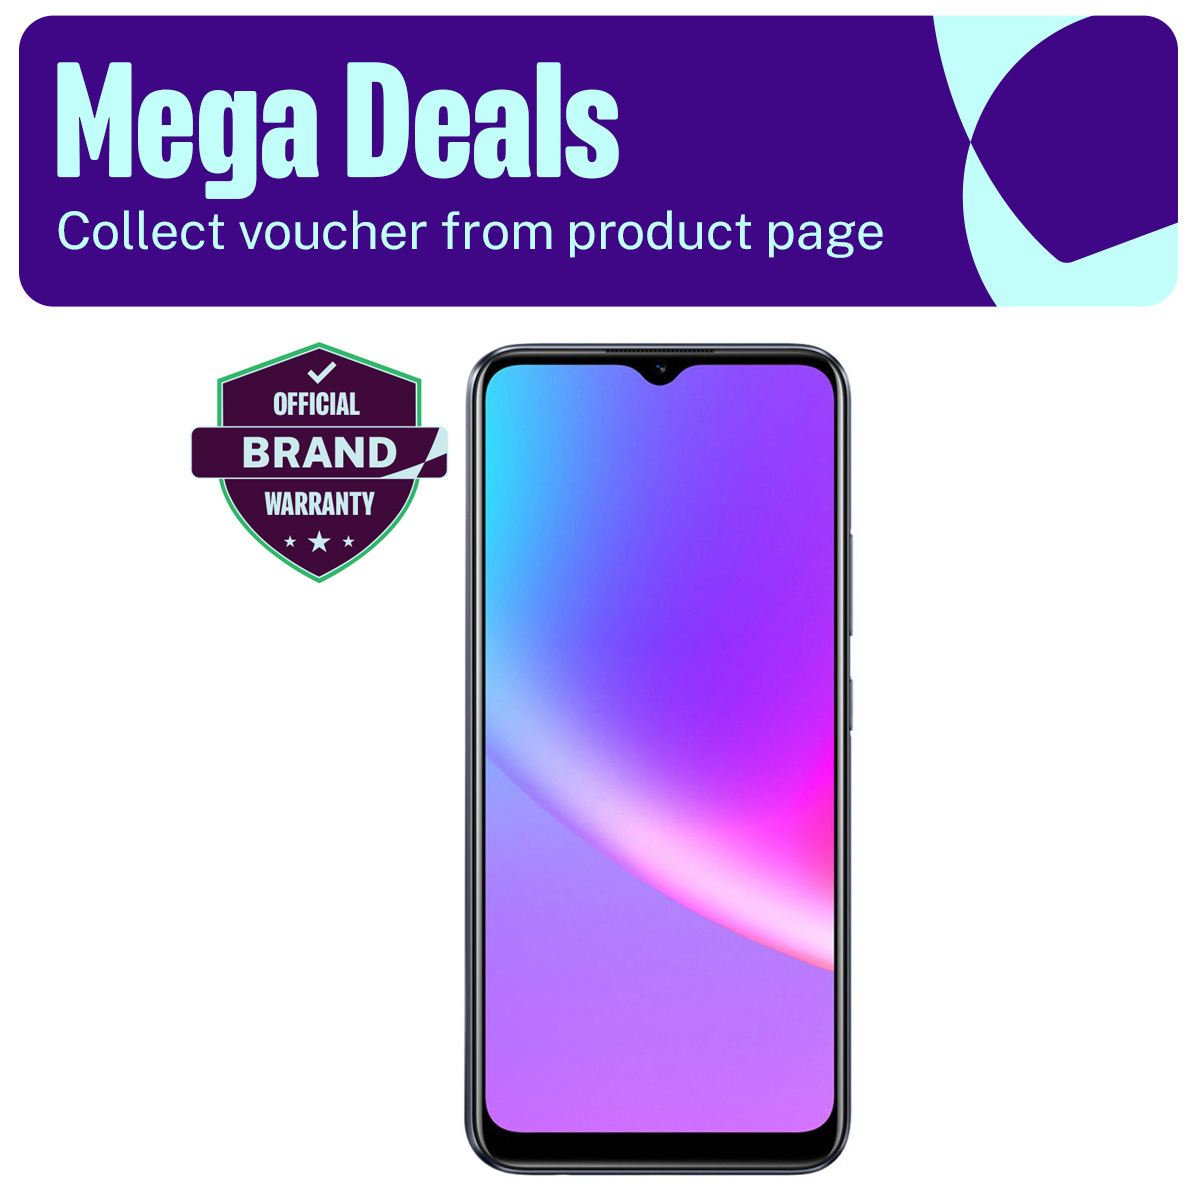 Mega Deals
Collect voucher from product page
OFFICIAL
BRAND
WARRANTY